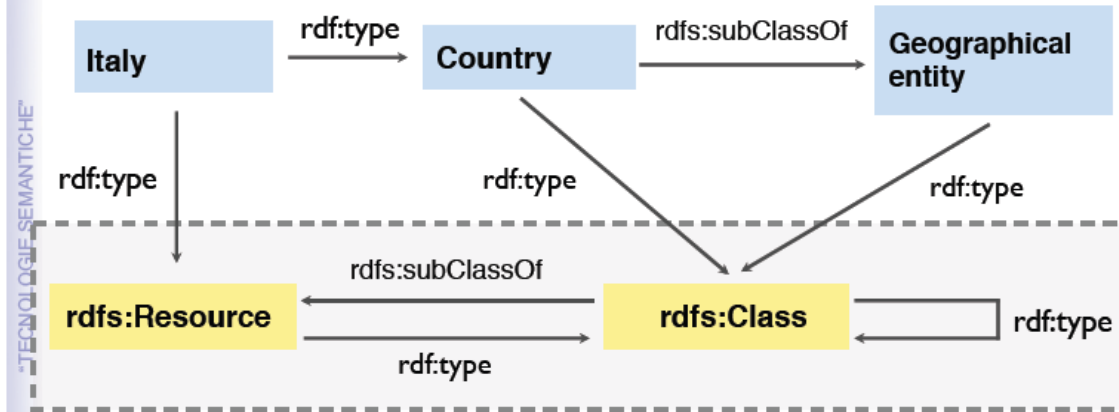 rdf:type
rdfs:subClassOf
Italy
Country
Geographical
entity
rdf:type
rdf:type
rdf:type
"TECNOLOGIE SEMANTICHE"
rdfs:subClassOf
rdfs:Resource
rdfs:Class
rdf:type
rdf:type